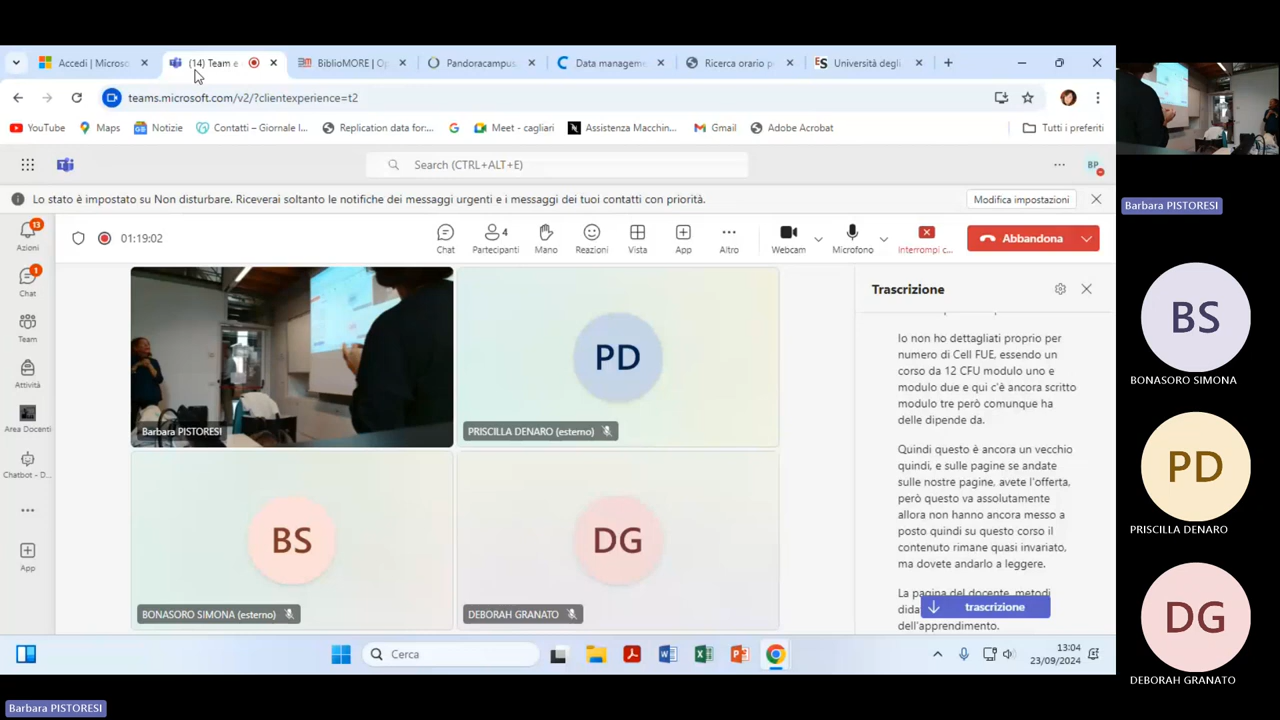 Accedi | Microso
(14) Team e
BiblioMORE | Op
Pandoracampus.
Data managem
Ricerca orario p
Università degli
teams.microsoft.com/v2/?clientexperience=t2
YouTube
Maps
Notizie
Contatti – Giornale I...
Replication data for:...
Meet - cagliari
Assistenza Macchin...
Gmail
Adobe Acrobat
Tutti i preferiti
Search (CTRL+ALT+E)
BP
Lo stato è impostato su Non disturbare. Riceverai soltanto le notifiche dei messaggi urgenti e i messaggi dei tuoi contatti con priorità.
Modifica impostazioni
Barbara PISTORESI
13
Azioni
01:19:02
Chat
4
Partecipanti
Mano
Reazioni
Vista
App
Altro
Webcam
Microfono
Interrompi c...
Abbandona
1
Chat
Team
Attività
Area Docenti
Chatbot - D...
App
Barbara PISTORESI
PD
PRISCILLA DENARO (esterno)
BS
BONASORO SIMONA (esterno)
DG
DEBORAH GRANATO
Trascrizione
Io non ho dettagliati proprio per
numero di Cell FUE, essendo un
corso da 12 CFU modulo uno e
modulo due e qui c'è ancora scritto
modulo tre però comunque ha
delle dipende da.
Quindi questo è ancora un vecchio
quindi, e sulle pagine se andate
sulle nostre pagine, avete l'offerta,
però questo va assolutamente
allora non hanno ancora messo a
posto quindi su questo corso il
contenuto rimane quasi invariato,
ma dovete andarlo a leggere.
La pagina del docente, metodi
dida
dell'apprendimento.
trascrizione
BS
BONASORO SIMONA
PD
PRISCILLA DENARO
DG
DEBORAH GRANATO
Cerca
13:04
23/09/2024
Barbara PISTORESI